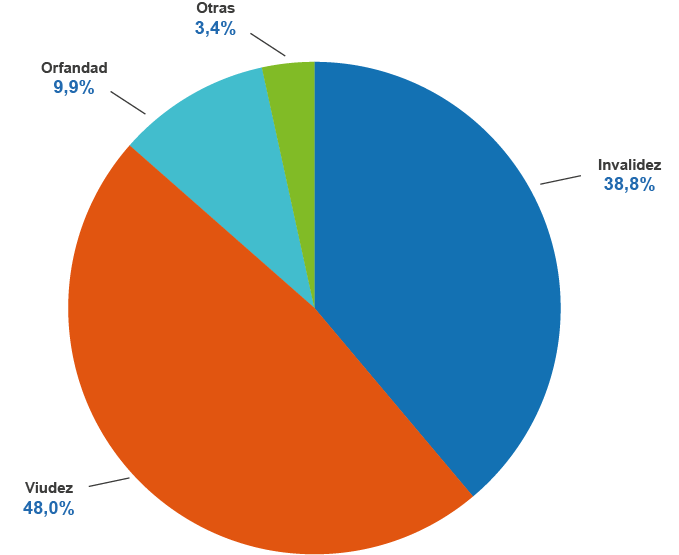 Otras
3,4%
Orfandad
9,9%
Invalidez
38,8%
Viudez
48,0%